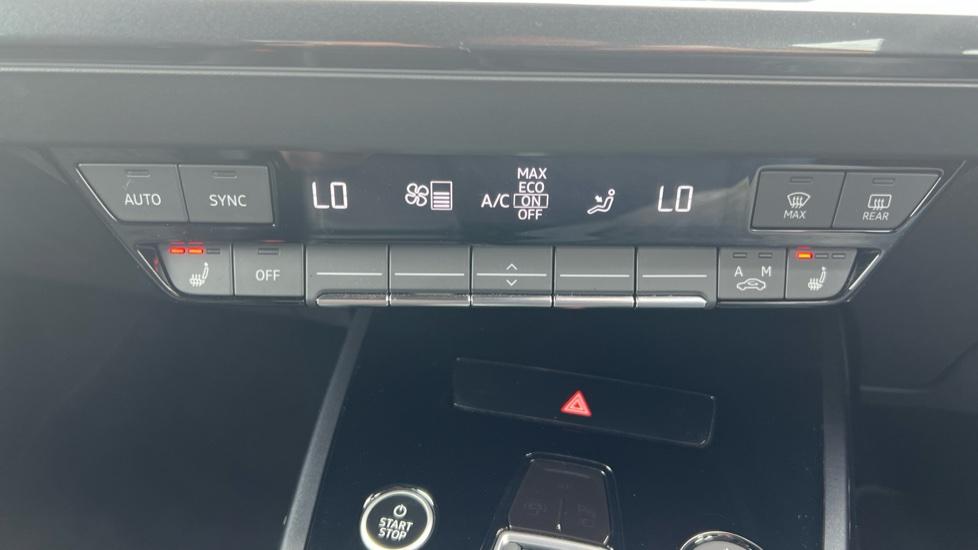 AUTO SYNC LO A/C MAX ECO ON OFF LO MAX REAR
OFF A M
START
STOP